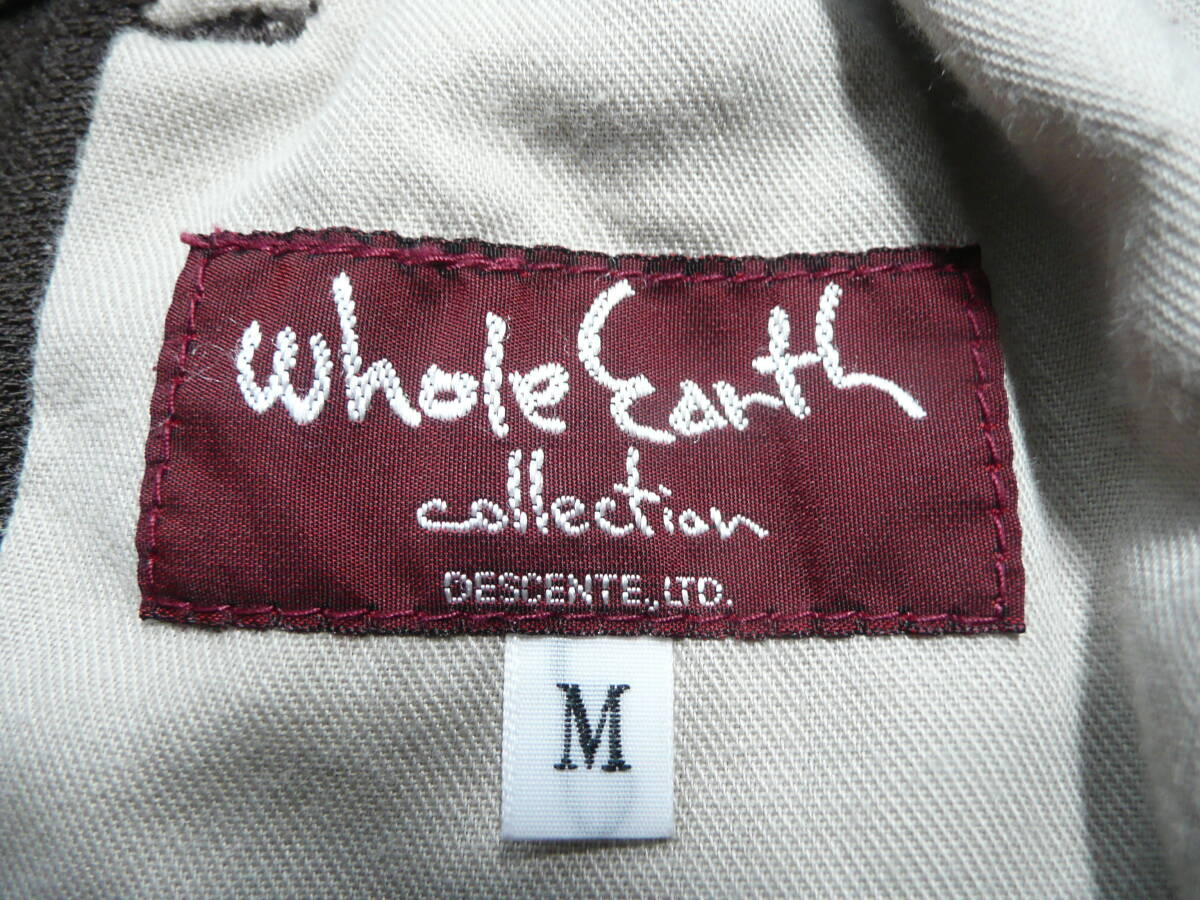 Whole Earth
collection
DESCENTE, LTD.
M